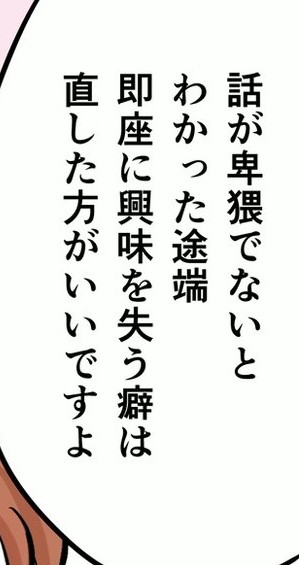 話が卑猥でないと
わかった途端
即座に興味を失う癖は
直した方がいいですよ